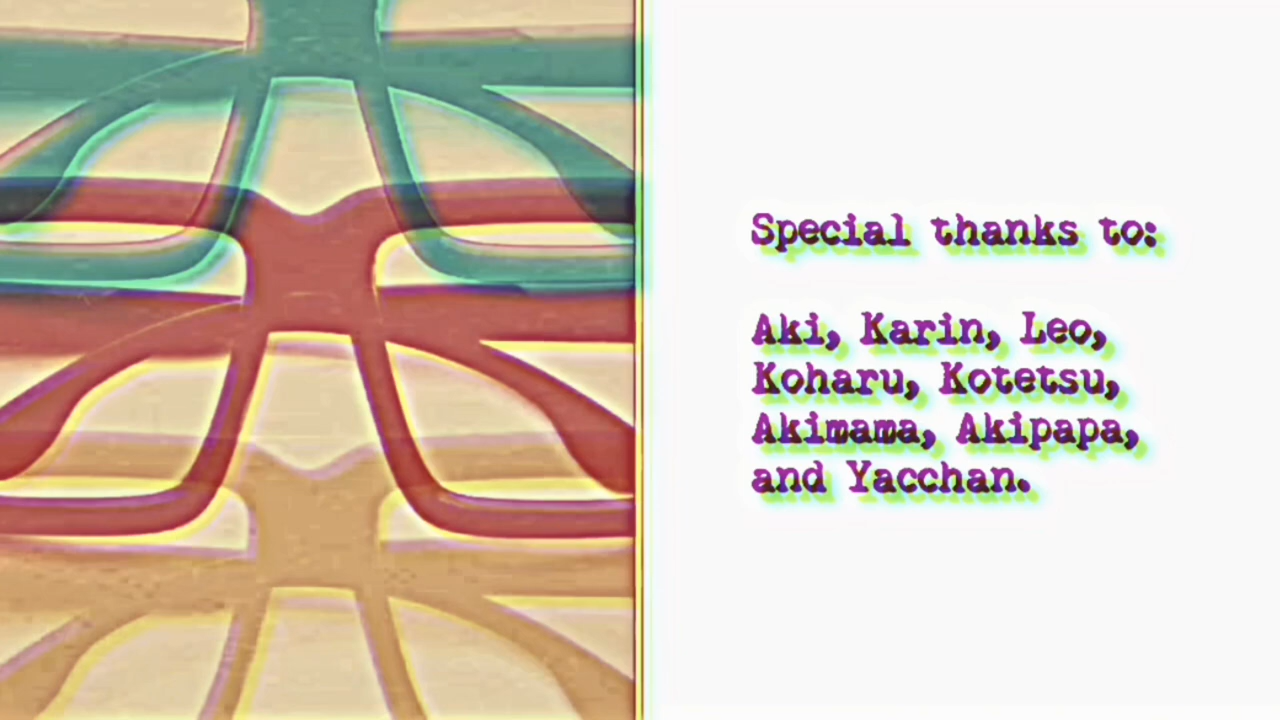 Special thanks to:
Aki, Karin, Leo,
Koharu, Kotetsu,
Akimama, Akipapa,
and Yacchan.